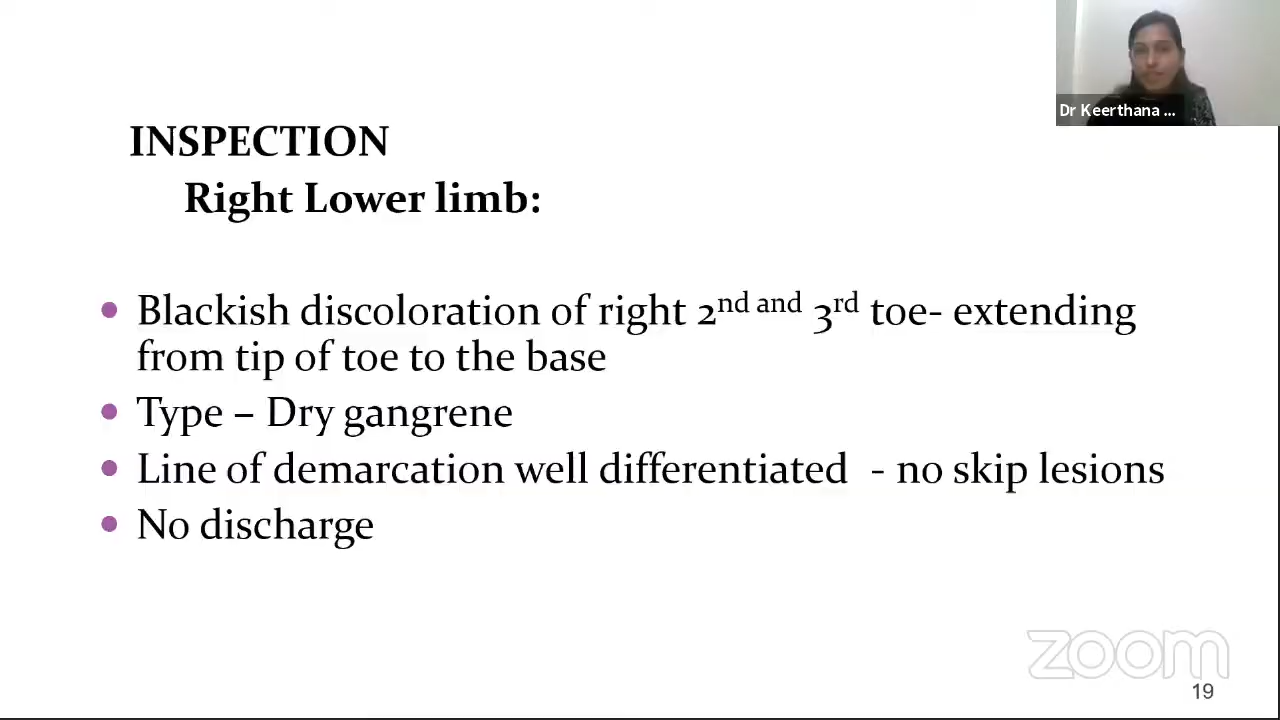 Dr Keerthana ...
INSPECTION
Right Lower limb:
Blackish discoloration of right 2nd and 3rd toe- extending
from tip of toe to the base
Type – Dry gangrene
Line of demarcation well differentiated - no skip lesions
No discharge
zoom
19